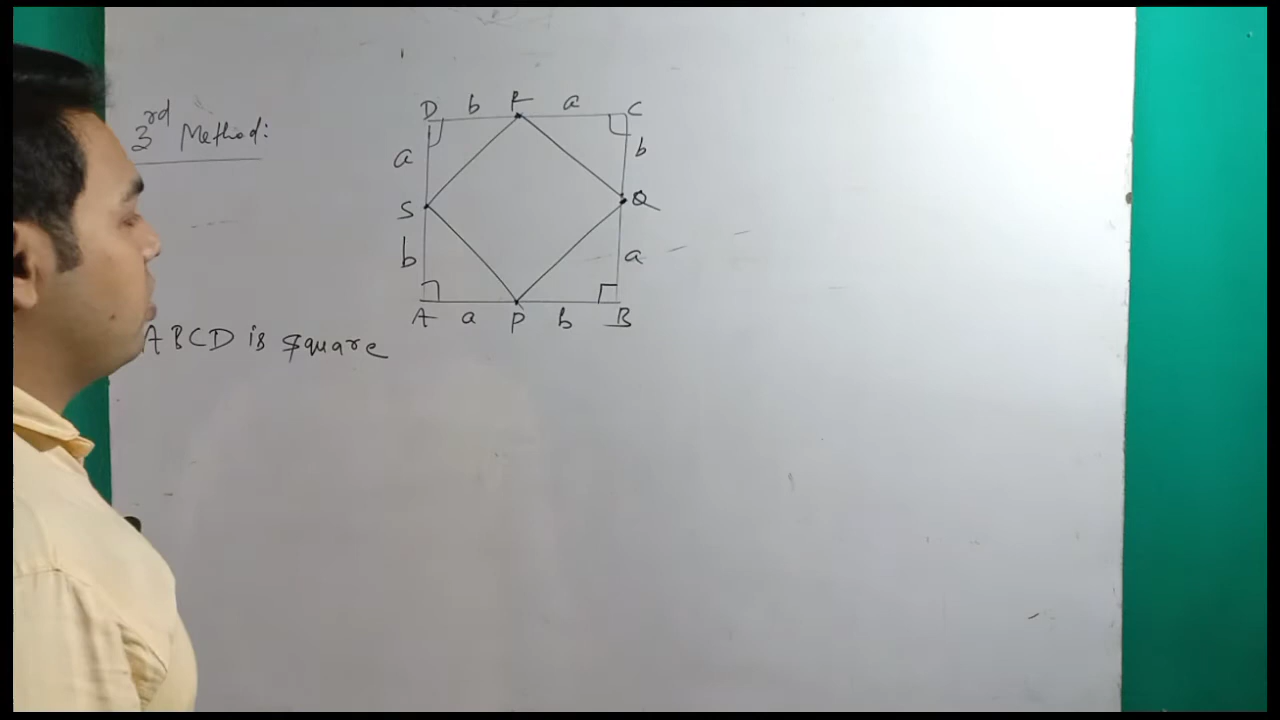 3rd Method:
D b R a C
a b
S Q
b a
A a P b B
ABCD is square